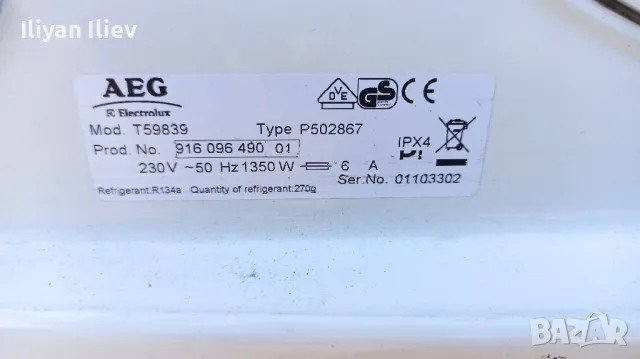 Iliyan Iliev
AEG
Electrolux
VDE GS CE
Mod. T59839 Type P502867
Prod. No. 916 096 490 01
IPX4
230V ~50 Hz 1350 W 6 A
Ser.No. 01103302
Refrigerant:R134a Quantity of refrigerant:270g
BAZAR